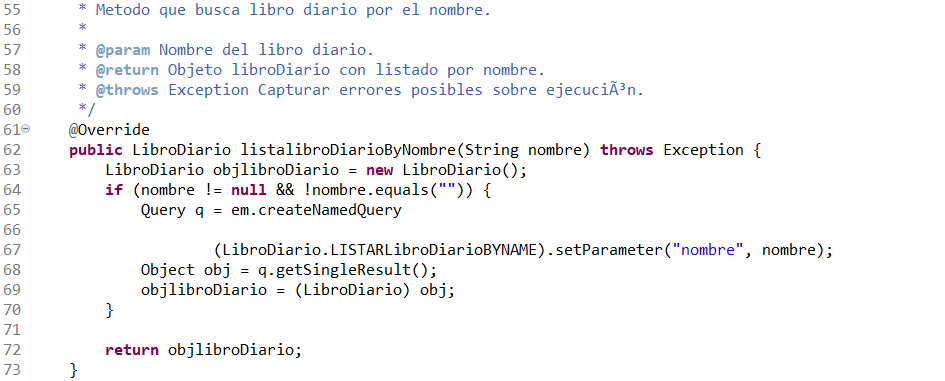 55      * Metodo que busca libro diario por el nombre.
56      *
57      * @param Nombre del libro diario.
58      * @return Objeto libroDiario con listado por nombre.
59      * @throws Exception Capturar errores posibles sobre ejecuciÃ³n.
60      */
61     @Override
62     public LibroDiario listalibroDiarioByNombre(String nombre) throws Exception {
63         LibroDiario objlibroDiario = new LibroDiario();
64         if (nombre != null && !nombre.equals("")) {
65             Query q = em.createNamedQuery
66
67                     (LibroDiario.LISTARLibroDiarioBYNAME).setParameter("nombre", nombre);
68             Object obj = q.getSingleResult();
69             objlibroDiario = (LibroDiario) obj;
70         }
71
72         return objlibroDiario;
73     }